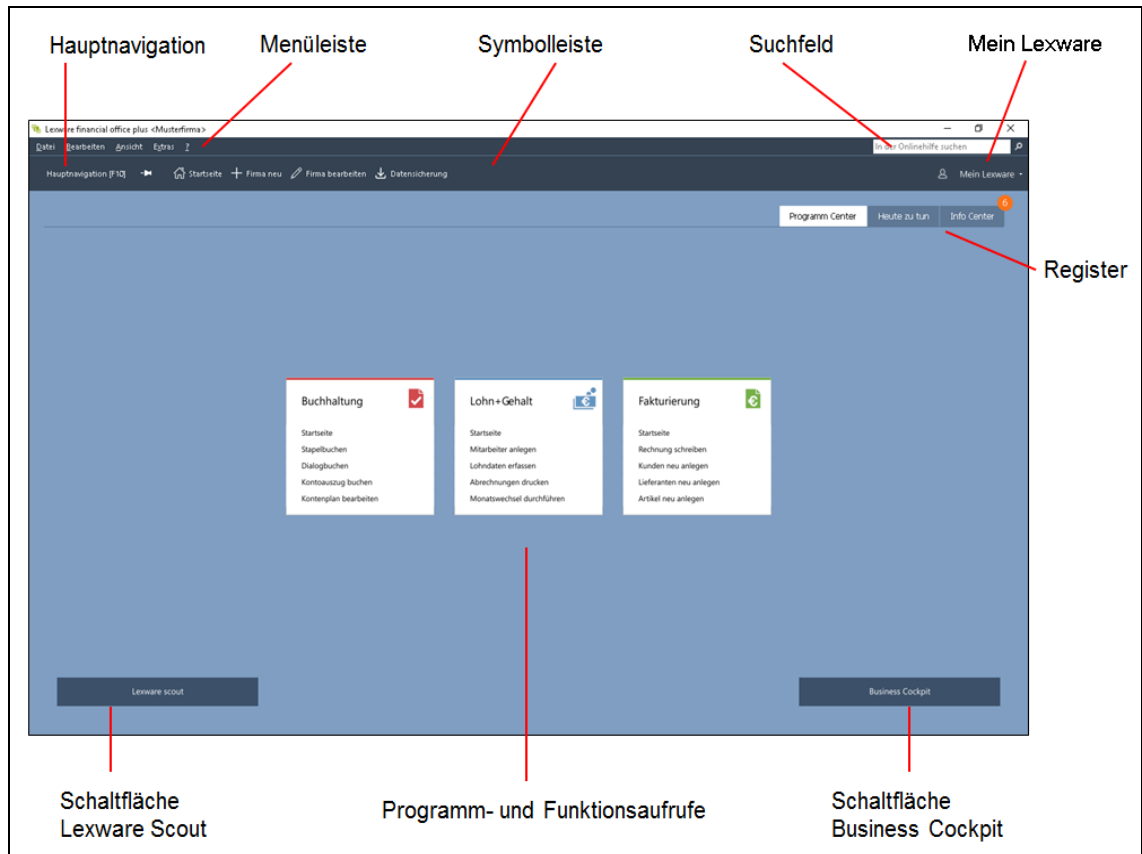 Hauptnavigation Menüleiste Symbolleiste Suchfeld Mein Lexware
Lexware financial office plus <Musterfirma>
Datei Bearbeiten Ansicht Extras ? In der Onlinehilfe suchen
Hauptnavigation [F10] Startseite Firma neu Firma bearbeiten Datensicherung Mein Lexware
6
Programm Center Heute zu tun Info Center
Register
Buchhaltung
Startseite
Stapelbuchen
Dialogbuchen
Kontoauszug buchen
Kontenplan bearbeiten
Lohn+Gehalt
Startseite
Mitarbeiter anlegen
Lohndaten erfassen
Abrechnungen drucken
Monatswechsel durchführen
Fakturierung
Startseite
Rechnung schreiben
Kunden neu anlegen
Lieferanten neu anlegen
Artikel neu anlegen
Lexware scout Business Cockpit
Schaltfläche
Lexware Scout
Programm- und Funktionsaufrufe
Schaltfläche
Business Cockpit